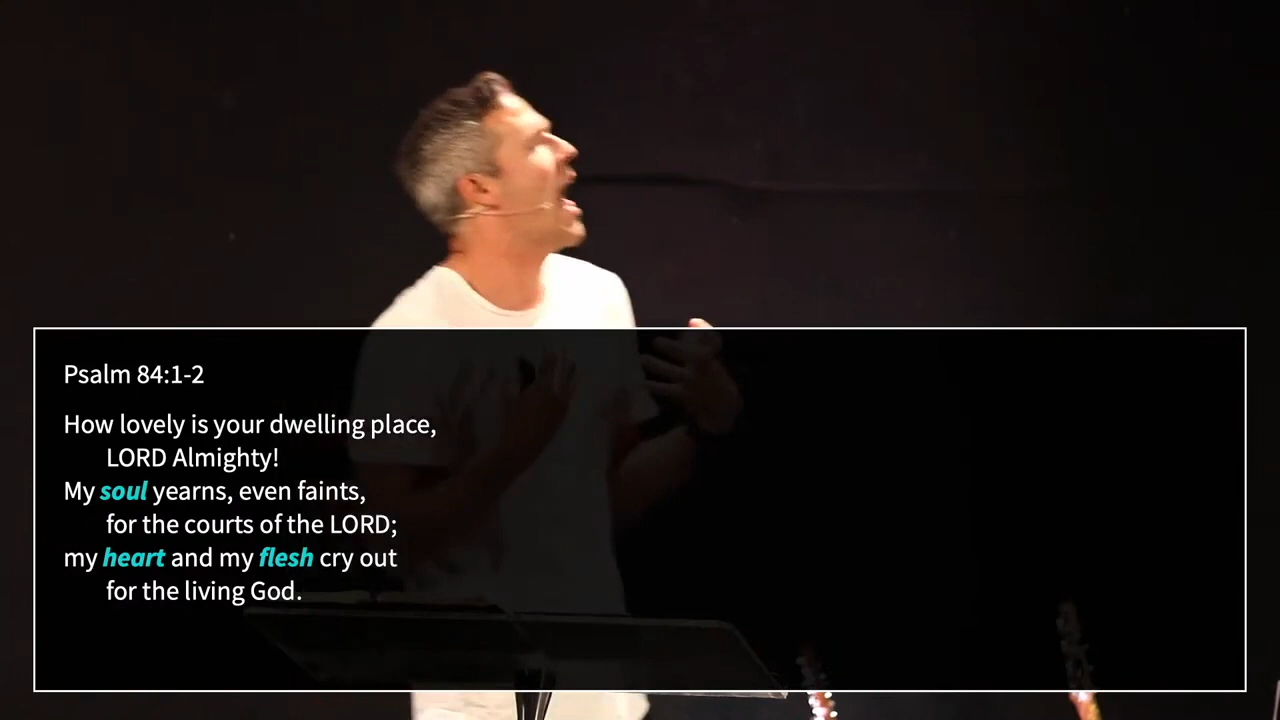 Psalm 84:1-2
How lovely is your dwelling place,
LORD Almighty!
My soul yearns, even faints,
for the courts of the LORD;
my heart and my flesh cry out
for the living God.